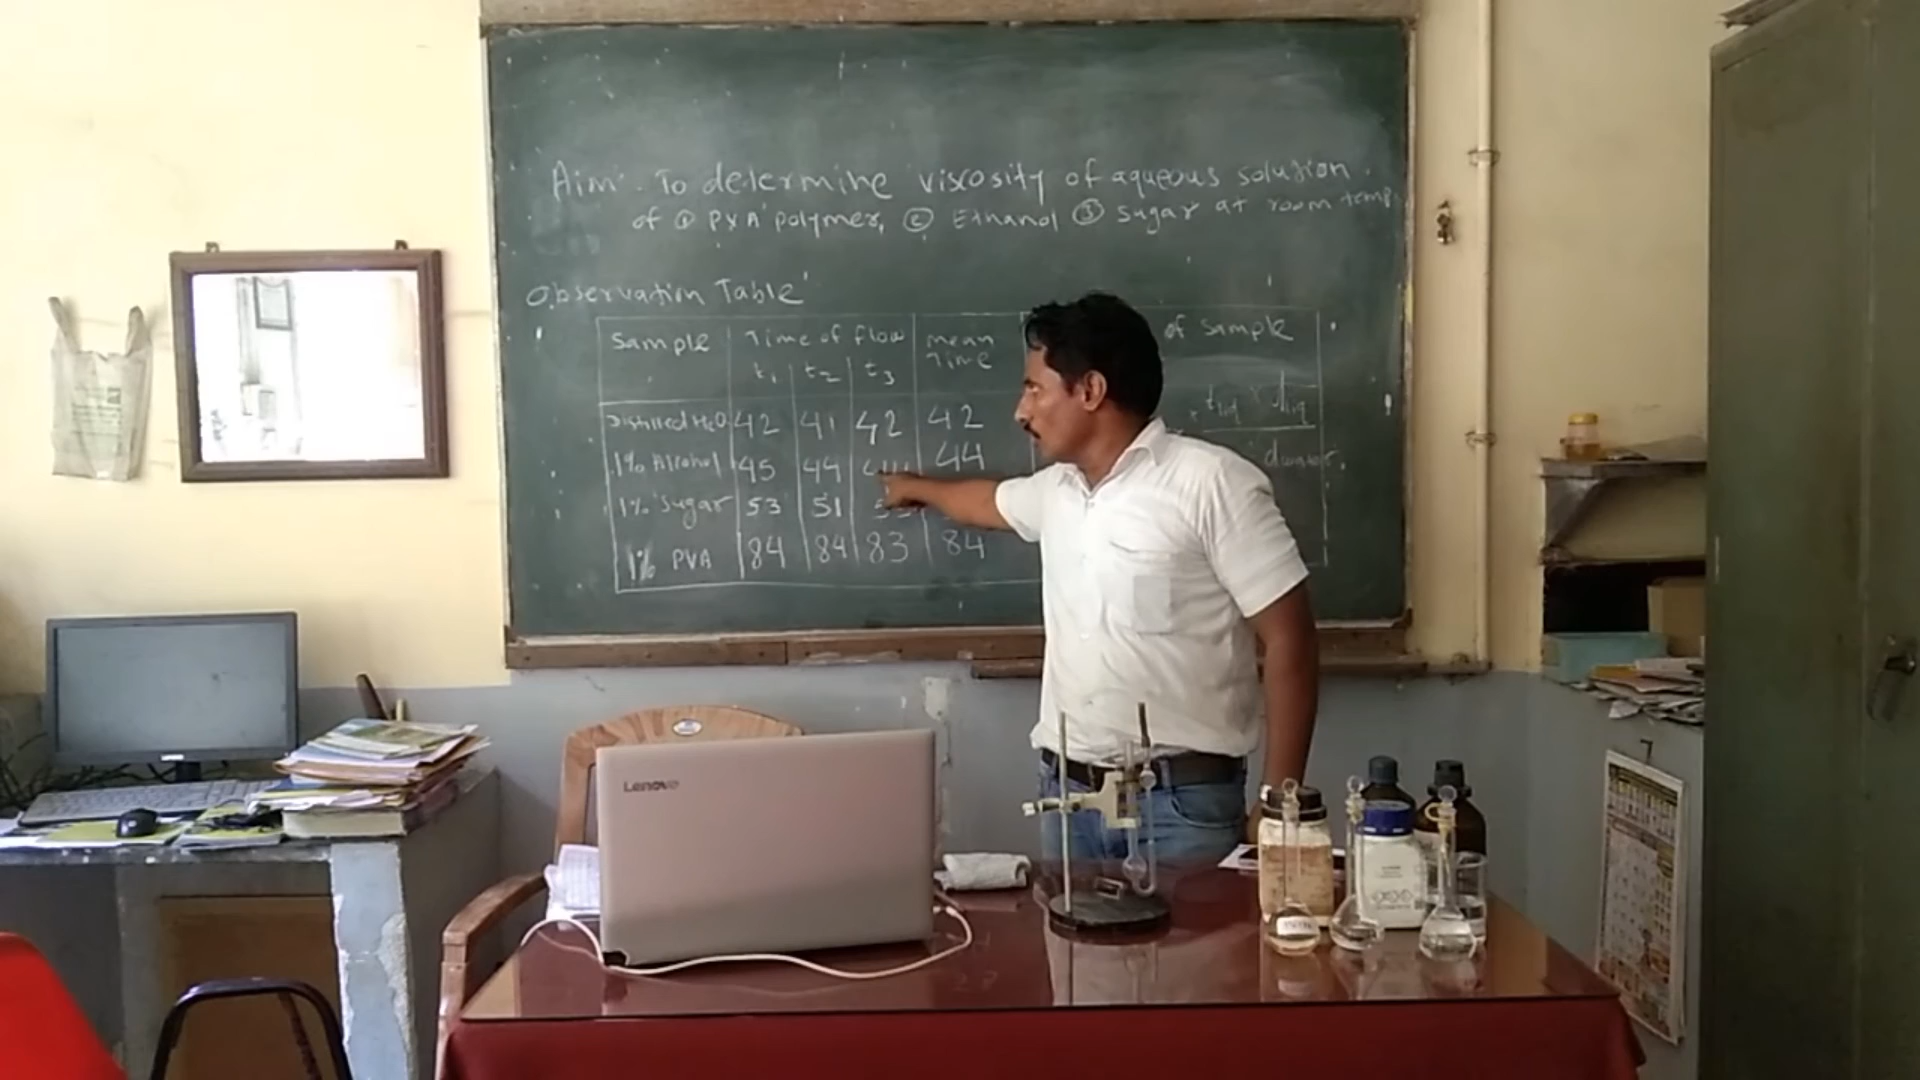 Aim: To determine viscosity of aqueous solution
of ① PVA polymer, ② Ethanol ③ Sugar at room temp.
Observation Table
Sample Time of flow mean Time of sample
t₁ t₂ t₃
Distilled H₂O 42 41 42 42
1% Alcohol 45 44 44
1% Sugar 53 51
1% PVA 84 84 83 84
Lenovo